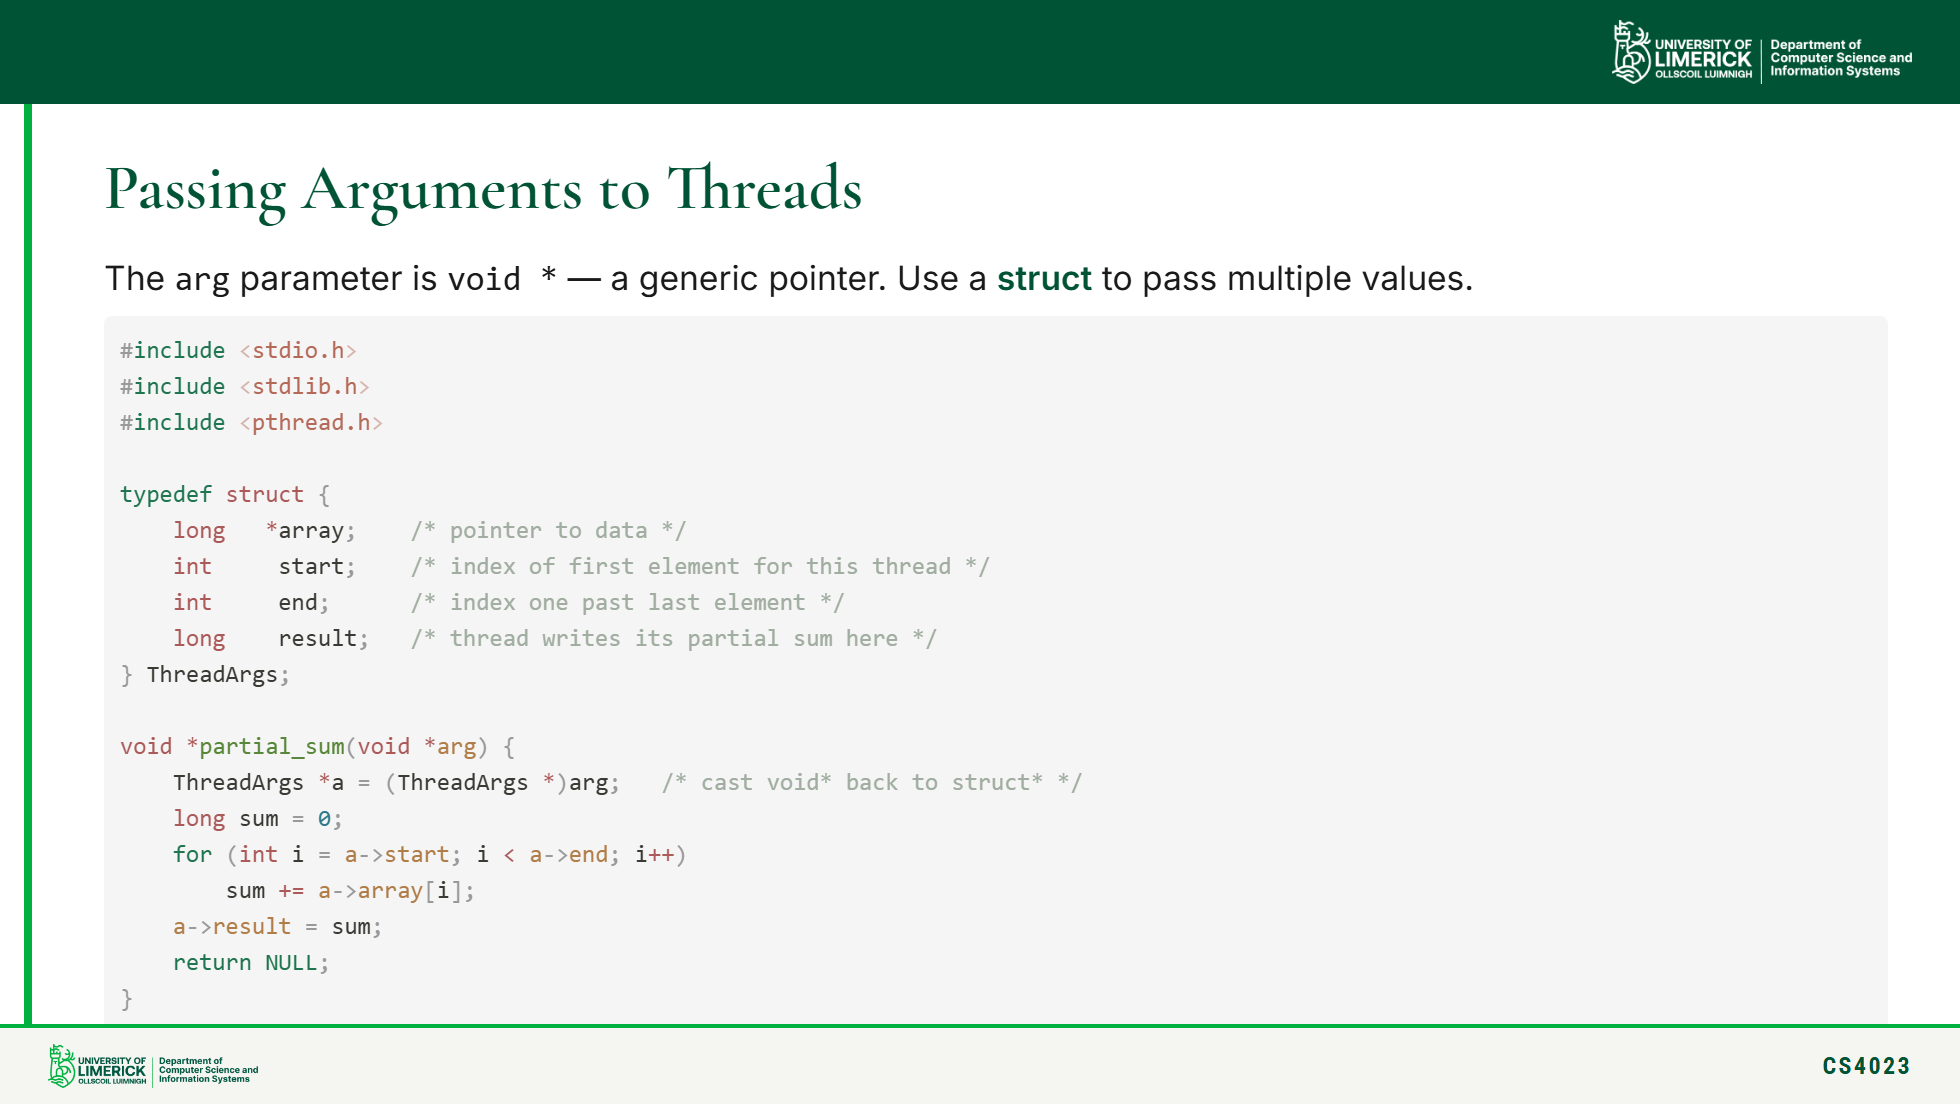 UNIVERSITY OF
LIMERICK
OLLSCOIL LUIMNIGH
Department of
Computer Science and
Information Systems
Passing Arguments to Threads
The arg parameter is void * — a generic pointer. Use a struct to pass multiple values.
#include <stdio.h>
#include <stdlib.h>
#include <pthread.h>
typedef struct {
    long   *array;    /* pointer to data */
    int     start;    /* index of first element for this thread */
    int     end;      /* index one past last element */
    long    result;   /* thread writes its partial sum here */
} ThreadArgs;
void *partial_sum(void *arg) {
    ThreadArgs *a = (ThreadArgs *)arg;   /* cast void* back to struct* */
    long sum = 0;
    for (int i = a->start; i < a->end; i++)
        sum += a->array[i];
    a->result = sum;
    return NULL;
}
UNIVERSITY OF
LIMERICK
OLLSCOIL LUIMNIGH
Department of
Computer Science and
Information Systems
CS4023